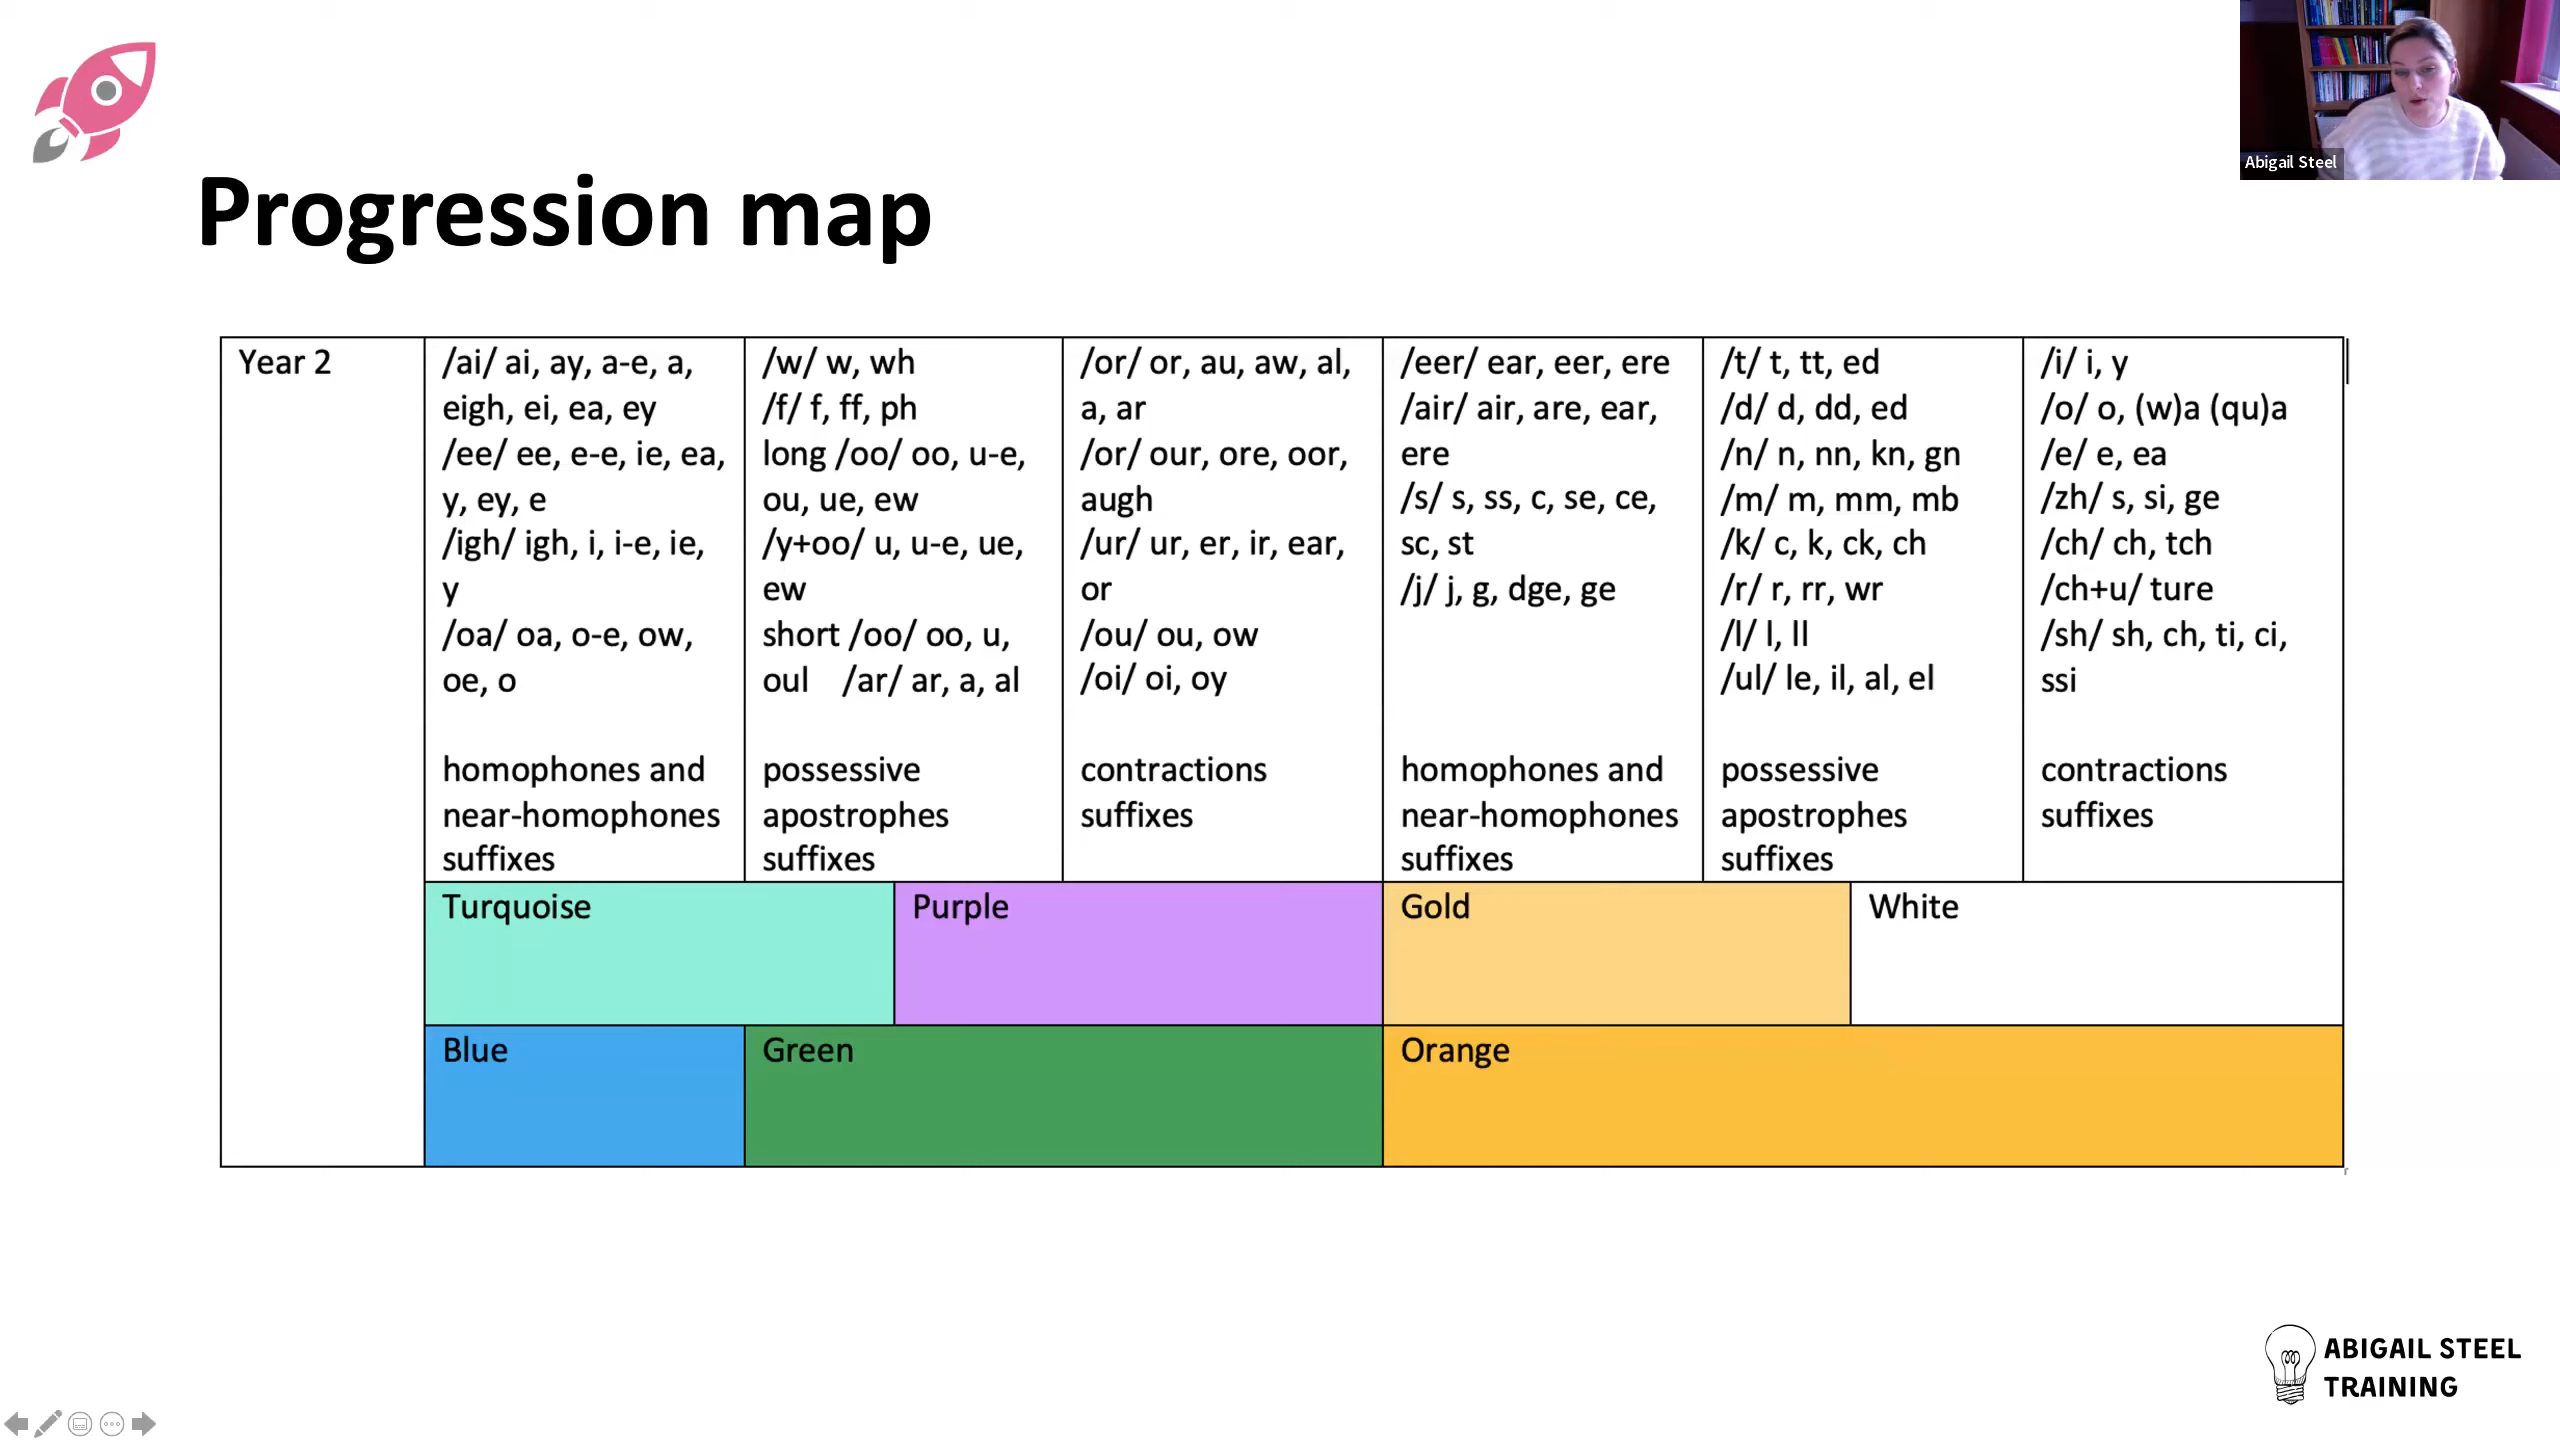 Abigail Steel
Progression map
Year 2
/ai/ ai, ay, a-e, a,
eigh, ei, ea, ey
/ee/ ee, e-e, ie, ea,
y, ey, e
/igh/ igh, i, i-e, ie,
y
/oa/ oa, o-e, ow,
oe, o
homophones and
near-homophones
suffixes
/w/ w, wh
/f/ f, ff, ph
long /oo/ oo, u-e,
ou, ue, ew
/y+oo/ u, u-e, ue,
ew
short /oo/ oo, u,
oul /ar/ ar, a, al
possessive
apostrophes
suffixes
/or/ or, au, aw, al,
a, ar
/or/ our, ore, oor,
augh
/ur/ ur, er, ir, ear,
or
/ou/ ou, ow
/oi/ oi, oy
contractions
suffixes
/eer/ ear, eer, ere
/air/ air, are, ear,
ere
/s/ s, ss, c, se, ce,
sc, st
/j/ j, g, dge, ge
homophones and
near-homophones
suffixes
/t/ t, tt, ed
/d/ d, dd, ed
/n/ n, nn, kn, gn
/m/ m, mm, mb
/k/ c, k, ck, ch
/r/ r, rr, wr
/l/ l, ll
/ul/ le, il, al, el
possessive
apostrophes
suffixes
/i/ i, y
/o/ o, (w)a (qu)a
/e/ e, ea
/zh/ s, si, ge
/ch/ ch, tch
/ch+u/ ture
/sh/ sh, ch, ti, ci,
ssi
contractions
suffixes
Turquoise
Purple
Gold
White
Blue
Green
Orange
ABIGAIL STEEL
TRAINING